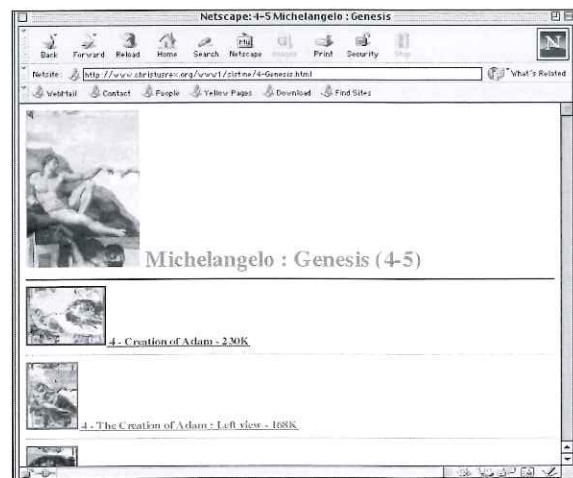 Netscape: 4-5 Michelangelo : Genesis
Back Forward Reload Home Search Netscape Images Print Security Stop
Netsite: http://www.christusrex.org/www1/sistine/4-Genesis.html What's Related
WebMail Contact People Yellow Pages Download Find Sites
Michelangelo : Genesis (4-5)
4 - Creation of Adam - 230K
4 - The Creation of Adam : Left view - 168K